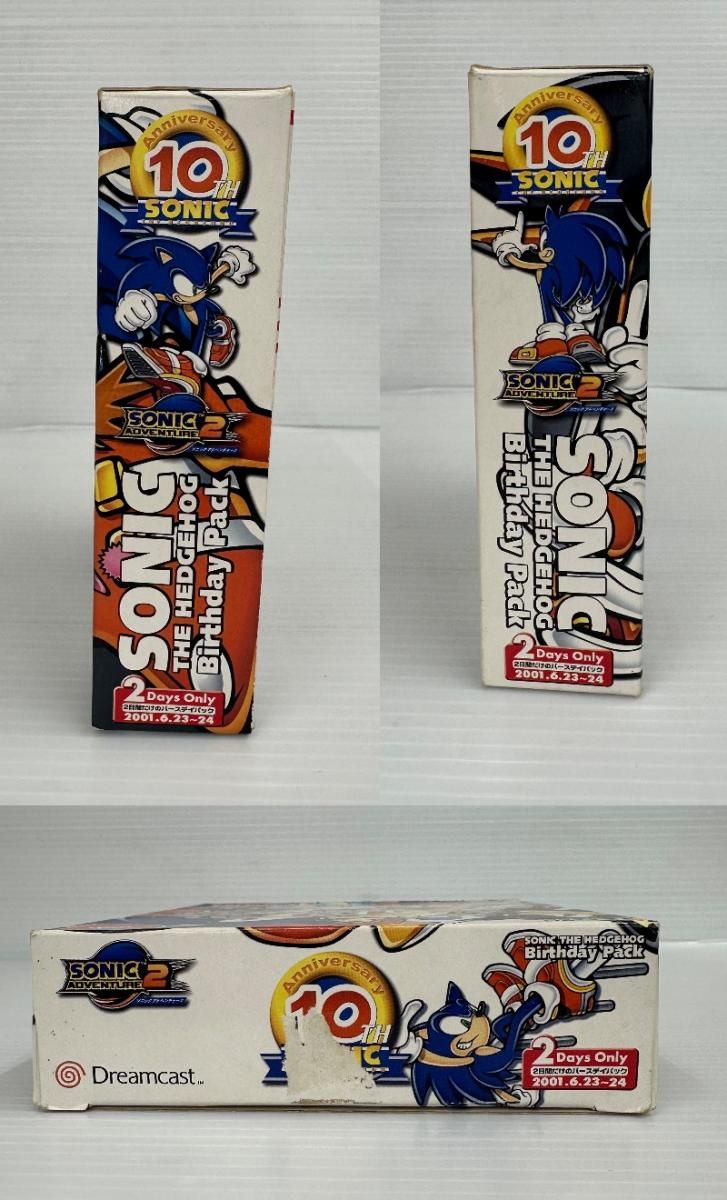 Anniversary
10TH
SONIC
SONIC
ADVENTURE 2
ソニックアドベンチャー2
SONIC
THE HEDGEHOG
Birthday Pack
2 Days Only
2日間だけのバースデイパック
2001.6.23~24
Anniversary
10TH
SONIC
THE HEDGEHOG
SONIC
ADVENTURE 2
ソニックアドベンチャー2
SONIC
THE HEDGEHOG
Birthday Pack
2 Days Only
2日間だけのバースデイパック
2001.6.23~24
SONIC
ADVENTURE 2
ソニックアドベンチャー2
Dreamcast™
Anniversary
10TH
SONIC THE HEDGEHOG
Birthday Pack
2 Days Only
2日間だけのバースデイパック
2001.6.23~24